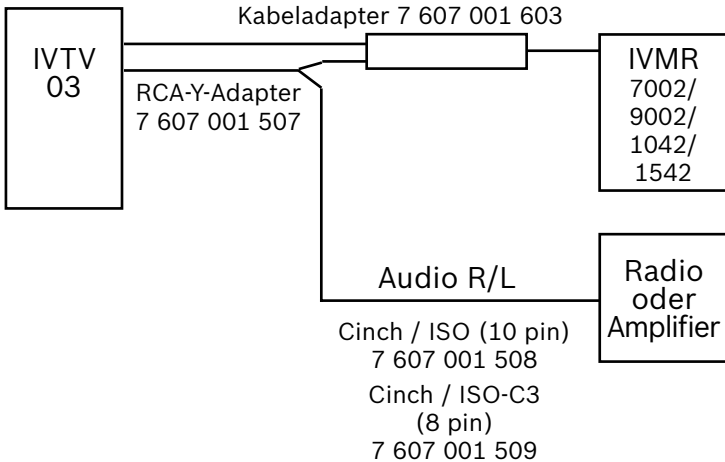 Kabeladapter 7 607 001 603
IVTV
03
RCA-Y-Adapter
7 607 001 507
IVMR
7002/
9002/
1042/
1542
Audio R/L
Radio
oder
Amplifier
Cinch / ISO (10 pin)
7 607 001 508
Cinch / ISO-C3
(8 pin)
7 607 001 509